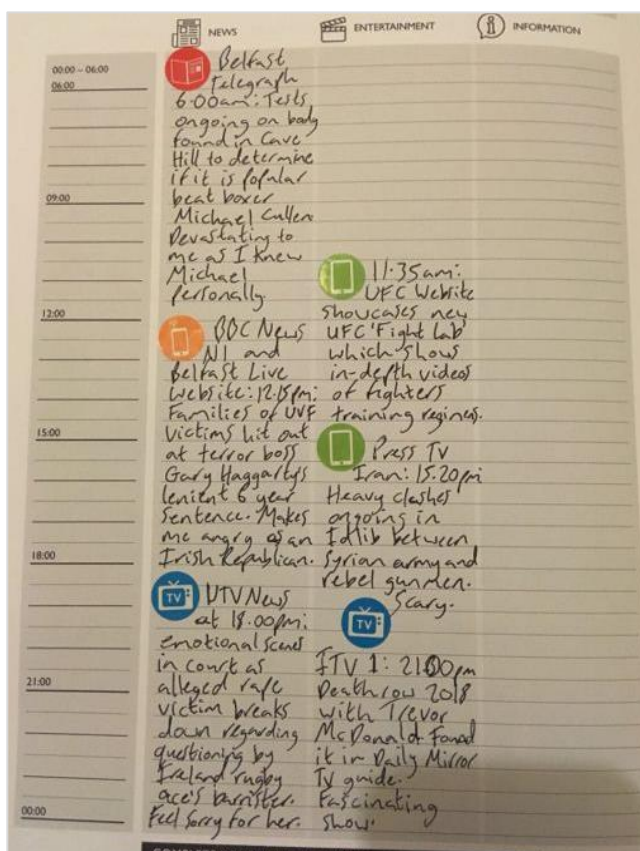 NEWS
ENTERTAINMENT
INFORMATION
00:00 – 06:00
06:00
09:00
12:00
15:00
18:00
21:00
00:00
Belfast
Telegraph
6.00am: Tests
ongoing on body
found in Cave
Hill to determine
if it is popular
beat boxer
Michael Cullen
Devastating to
me as I knew
Michael
personally.
BBC News
NI and
Belfast Live
Website: 12.15pm:
Families of UVF
victims hit out
at terror boss
Gary Haggarty's
lenient 6 year
sentence. Makes
me angry as an
Irish Republican.
TV
UTV News
at 18.00pm:
emotional scenes
in court as
alleged rape
victim breaks
down regarding
questioning by
Ireland rugby
ace's barrister.
Feel sorry for her.
11.35am:
UFC Website
showcases new
UFC 'Fight Lab'
which shows
in-depth videos
of fighters
training regimens.
Press TV
Iran: 15.20pm
Heavy clashes
ongoing in
Idlib between
Syrian army and
rebel gunmen.
Scary.
TV
ITV 1: 21:00pm
Deathrow 2018
with Trevor
McDonald. Found
it in Daily Mirror
TV guide.
Fascinating
show.